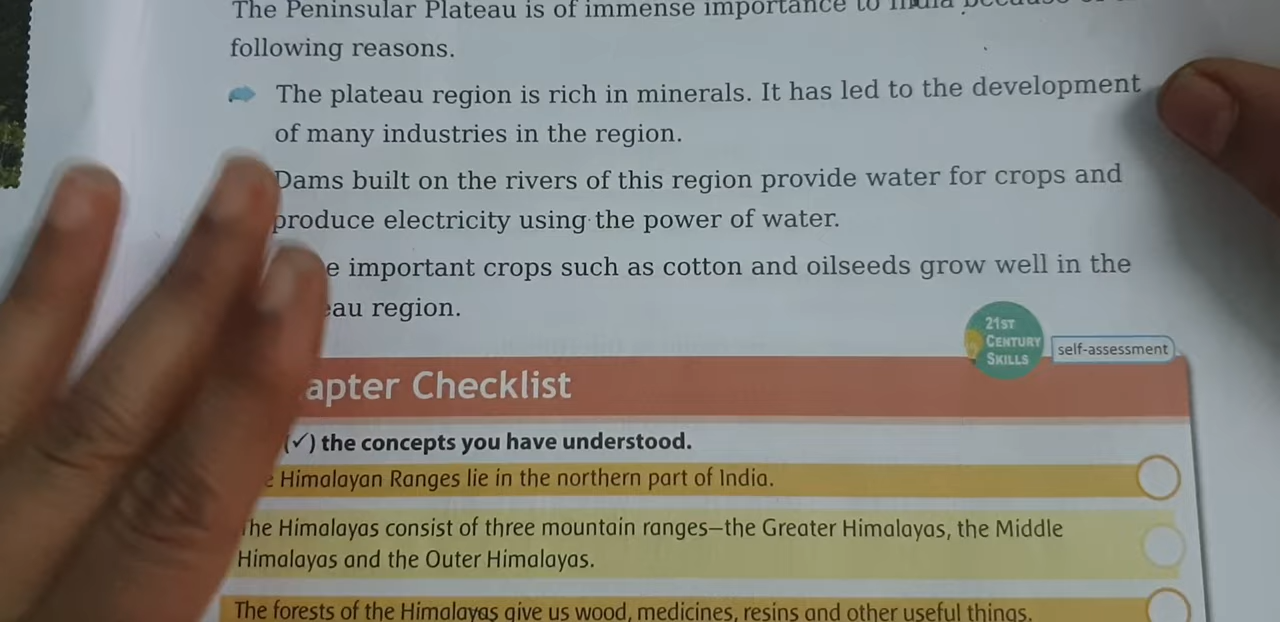 The Peninsular Plateau is of immense importance to India because
following reasons.
The plateau region is rich in minerals. It has led to the development
of many industries in the region.
Dams built on the rivers of this region provide water for crops and
produce electricity using the power of water.
important crops such as cotton and oilseeds grow well in the
region.
21ST
CENTURY
SKILLS
self-assessment
Checklist
(✓) the concepts you have understood.
Himalayan Ranges lie in the northern part of India.
The Himalayas consist of three mountain ranges—the Greater Himalayas, the Middle
Himalayas and the Outer Himalayas.
The forests of the Himalayas give us wood, medicines, resins and other useful things.